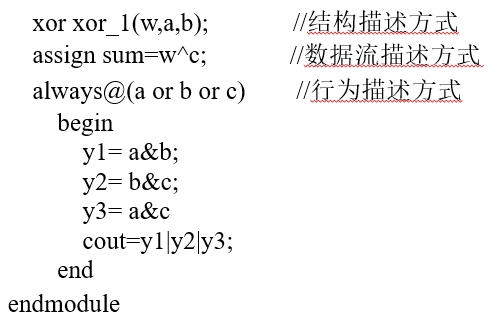 xor xor_1(w,a,b); //结构描述方式
assign sum=w^c; //数据流描述方式
always@(a or b or c) //行为描述方式
begin
y1= a&b;
y2= b&c;
y3= a&c
cout=y1|y2|y3;
end
endmodule